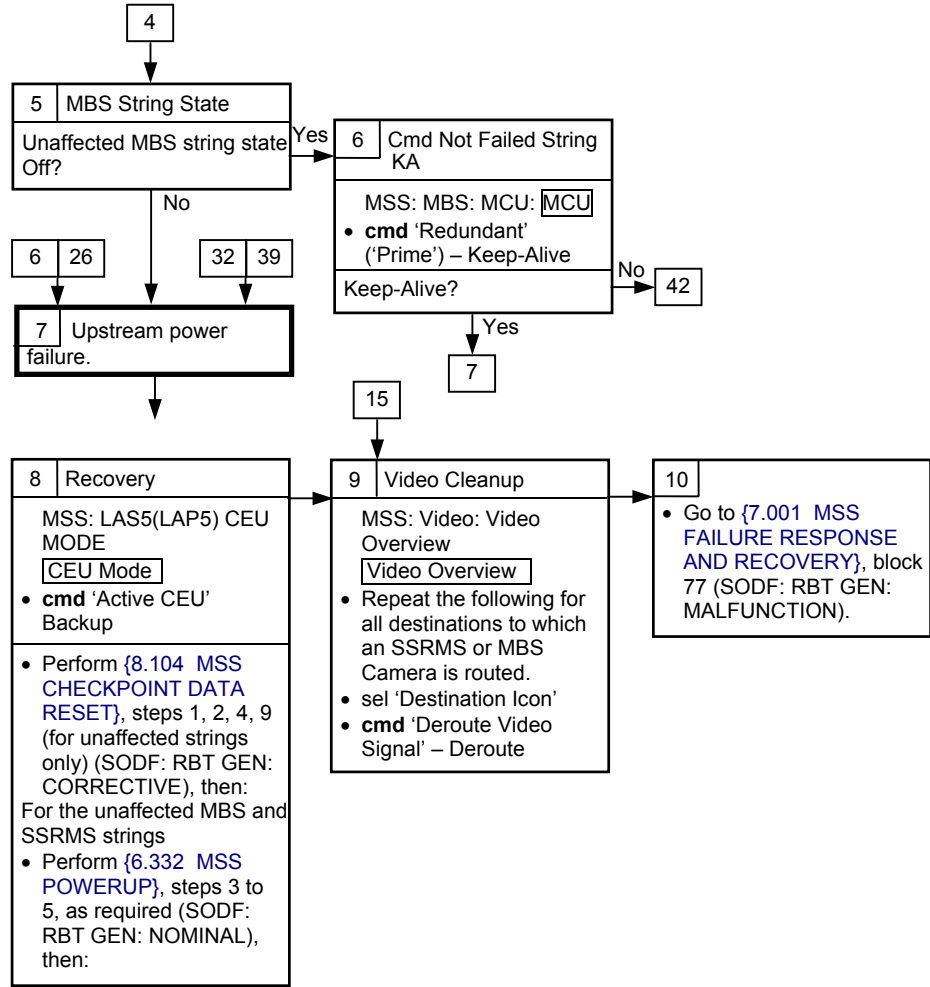 4
5 MBS String State
Unaffected MBS string state
Off?
Yes
No
6 Cmd Not Failed String
KA
MSS: MBS: MCU: MCU
• cmd ‘Redundant’
(‘Prime’) – Keep-Alive
Keep-Alive?
No
42
Yes
7
6 26
32 39
7 Upstream power
failure.
15
8 Recovery
MSS: LAS5(LAP5) CEU
MODE
CEU Mode
• cmd ‘Active CEU’
Backup
• Perform {8.104 MSS
CHECKPOINT DATA
RESET}, steps 1, 2, 4, 9
(for unaffected strings
only) (SODF: RBT GEN:
CORRECTIVE), then:
For the unaffected MBS and
SSRMS strings
• Perform {6.332 MSS
POWERUP}, steps 3 to
5, as required (SODF:
RBT GEN: NOMINAL),
then:
9 Video Cleanup
MSS: Video: Video
Overview
Video Overview
• Repeat the following for
all destinations to which
an SSRMS or MBS
Camera is routed.
• sel ‘Destination Icon’
• cmd ‘Deroute Video
Signal’ – Deroute
10
• Go to {7.001 MSS
FAILURE RESPONSE
AND RECOVERY}, block
77 (SODF: RBT GEN:
MALFUNCTION).